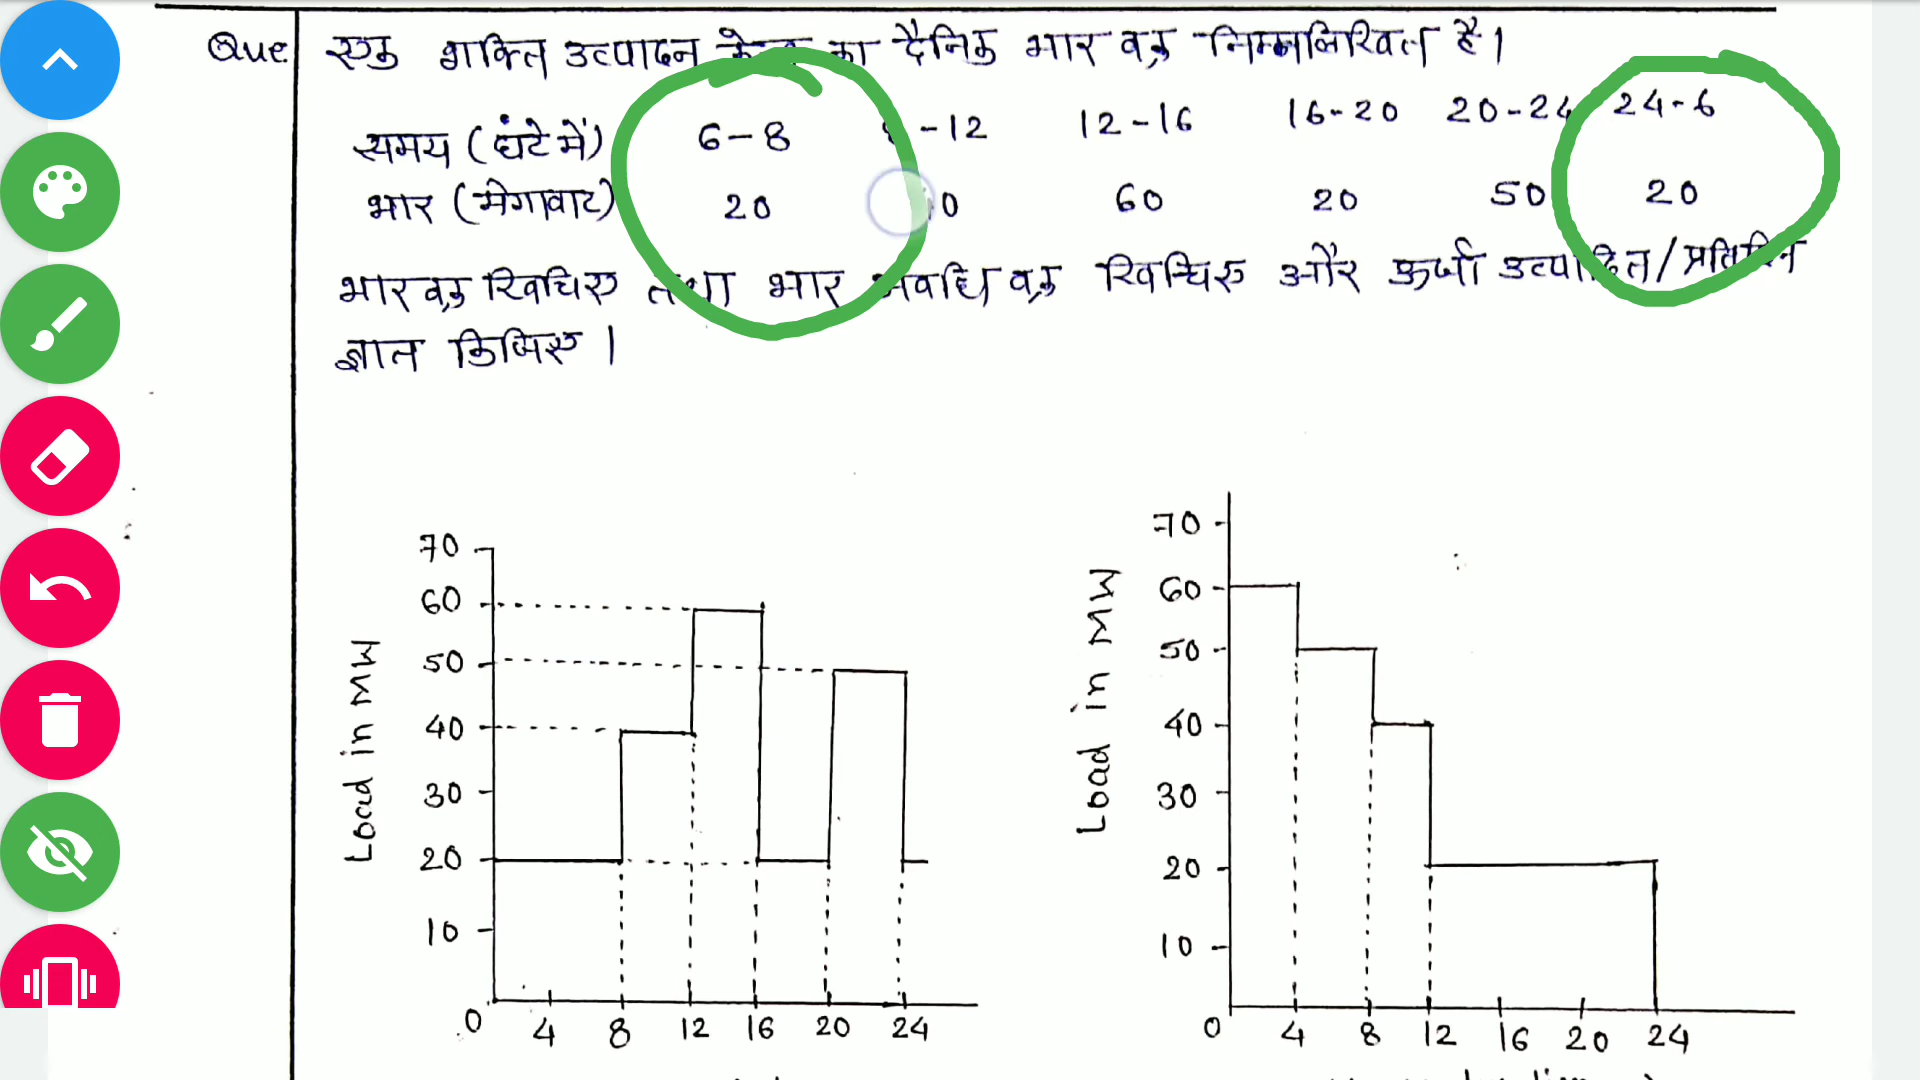 Que. एक शक्ति उत्पादन का दैनिक भार वक्र निम्नलिखित है।
समय (घंटे में) 6-8 -12 12-16 16-20 20-24 24-6
भार (मेगावाट) 20 0 60 20 50 20
भार वक्र खिंचिए तथा भार अवधि वक्र खिंचिए और ऊर्जा उत्पादित/प्रतिदिन
ज्ञात किजिए।
70
60
50
40
30
20
10
0 4 8 12 16 20 24
Load in MW
70
60
50
40
30
20
10
0 4 8 12 16 20 24
Load in MW